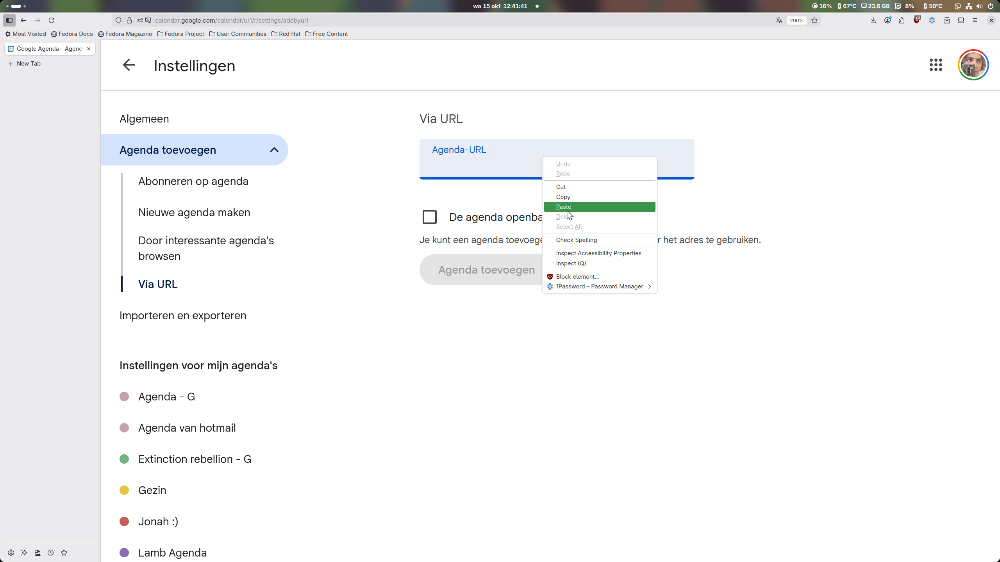 wo 15 okt 12:41:41
16% 67°C 23.6 GB 8% 50°C
calendar.google.com/calendar/u/1/r/settings/addbyurl
200%
28
Most Visited Fedora Docs Fedora Magazine Fedora Project User Communities Red Hat Free Content
Google Agenda - Agend
New Tab
Instellingen
Algemeen
Agenda toevoegen
Abonneren op agenda
Nieuwe agenda maken
Door interessante agenda's
browsen
Via URL
Importeren en exporteren
Instellingen voor mijn agenda's
Agenda - G
Agenda van hotmail
Extinction rebellion - G
Gezin
Jonah :)
Lamb Agenda
Via URL
Agenda-URL
De agenda openba
Je kunt een agenda toevoege r het adres te gebruiken.
Agenda toevoegen
Undo
Redo
Cut
Copy
Paste
Dele
Select All
Check Spelling
Inspect Accessibility Properties
Inspect (Q)
Block element...
1Password – Password Manager